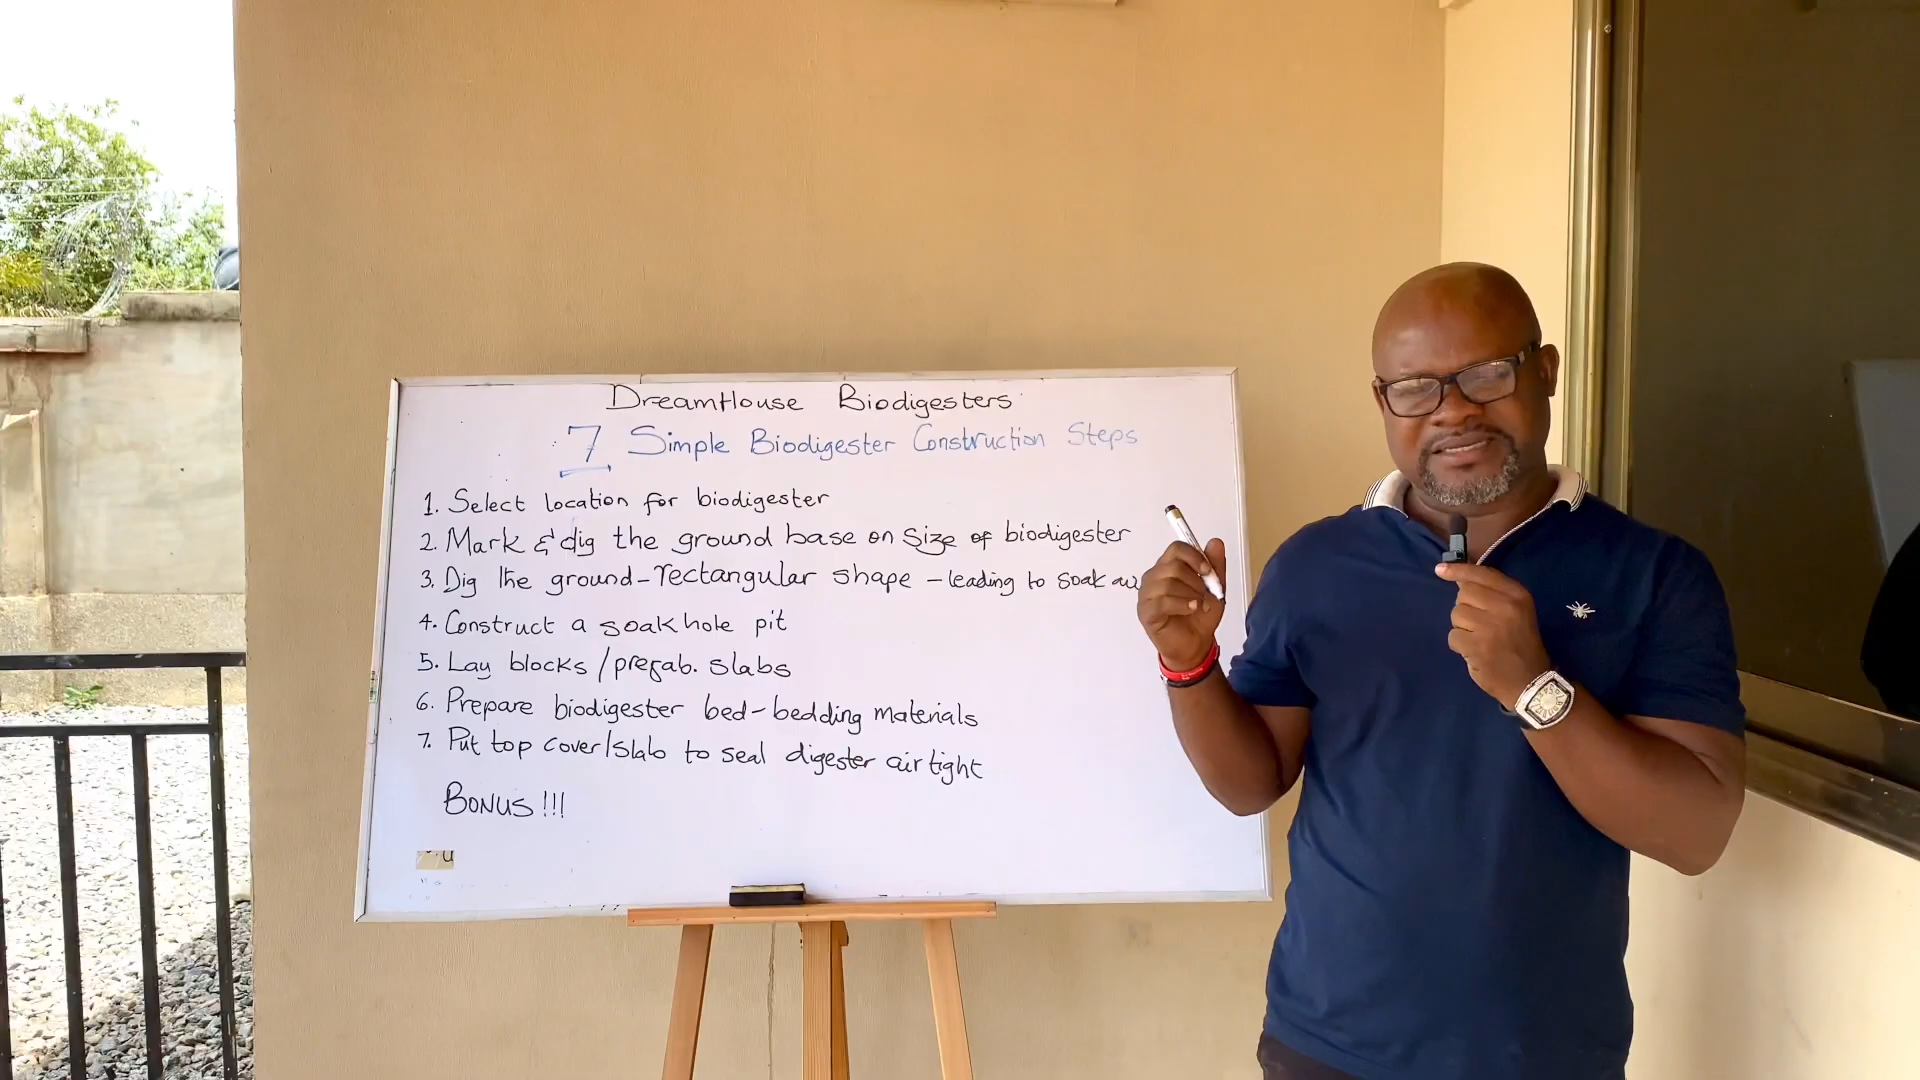 DreamHouse Biodigesters
7 Simple Biodigester Construction Steps
1. Select location for biodigester
2. Mark & dig the ground base on size of biodigester
3. Dig the ground - rectangular shape - leading to soak
4. Construct a soakhole pit
5. Lay blocks / prefab. slabs
6. Prepare biodigester bed - bedding materials
7. Put top cover/slab to seal digester air tight
BONUS !!!